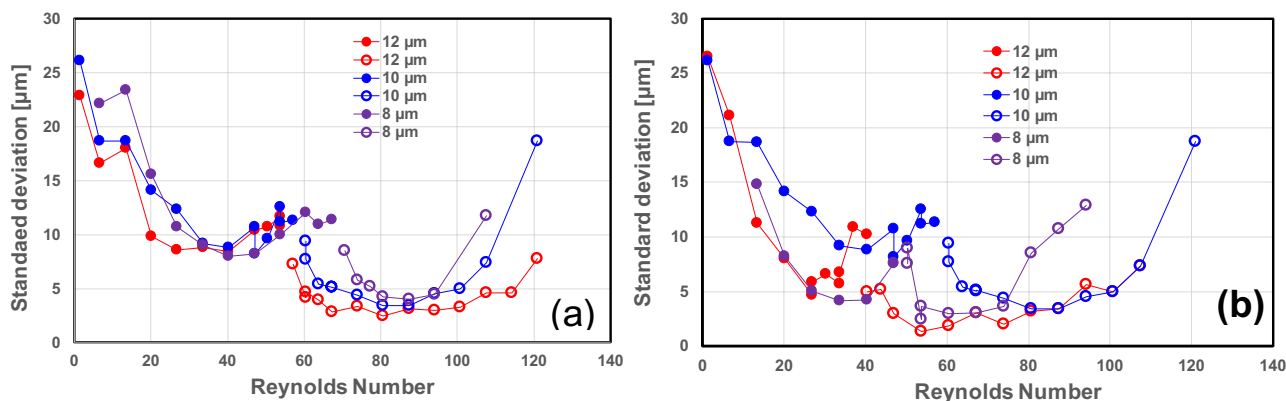 30
25
20
15
10
5
0
Standaed deviation [µm]
12 µm
12 µm
10 µm
10 µm
8 µm
8 µm
(a)
0 20 40 60 80 100 120 140
Reynolds Number
30
25
20
15
10
5
0
Standard deviation [µm]
12 µm
12 µm
10 µm
10 µm
8 µm
8 µm
(b)
0 20 40 60 80 100 120 140
Reynolds Number